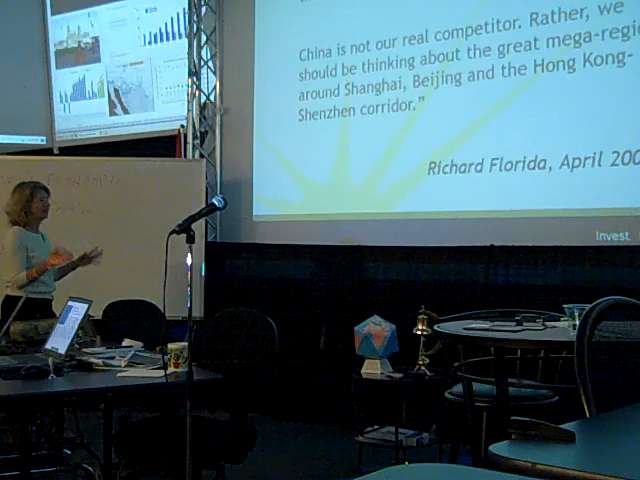 China is not our real competitor. Rather, we
should be thinking about the great mega-regi
around Shanghai, Beijing and the Hong Kong-
Shenzhen corridor."
Richard Florida, April 200
Invest